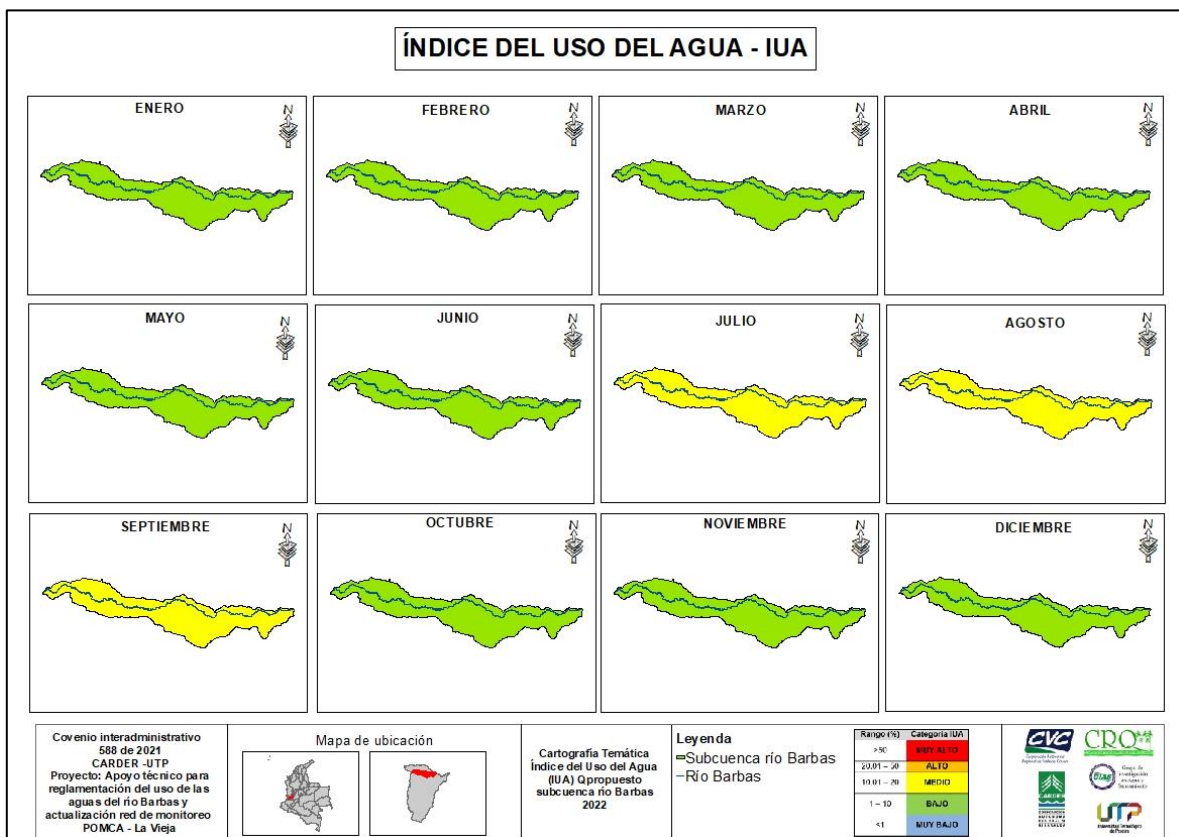 ÍNDICE DEL USO DEL AGUA - IUA
ENERO
N
FEBRERO
N
MARZO
N
ABRIL
N
MAYO
N
JUNIO
N
JULIO
N
AGOSTO
N
SEPTIEMBRE
N
OCTUBRE
N
NOVIEMBRE
N
DICIEMBRE
N
Convenio interadministrativo
588 de 2021
CARDER -UTP
Proyecto: Apoyo técnico para
reglamentación del uso de las
aguas del río Barbas y
actualización red de monitoreo
POMCA - La Vieja
Mapa de ubicación
Cartografía Temática
Índice del Uso del Agua
(IUA) Qpropuesto
subcuenca río Barbas
2022
Leyenda
Subcuenca río Barbas
Río Barbas
Rango (%) Categoría IUA
>50 MUY ALTO
20.01 – 50 ALTO
10.01 – 20 MEDIO
1 – 10 BAJO
<1 MUY BAJO
CVC
CRQ
CARDER
UTP